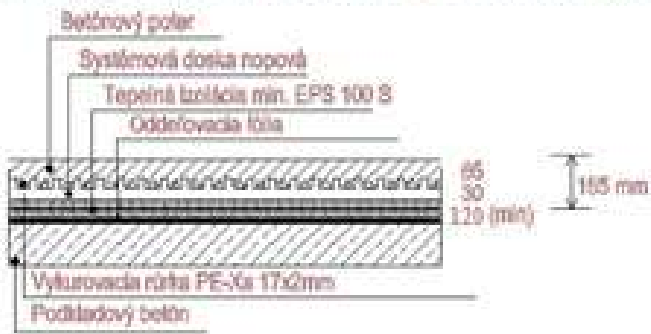 Betónový poter
Systémová doska nopová
Tepelná izolácia min. EPS 100 S
Oddeľovacia fólia
65
30
120 (min)
165 mm
Vykurovacia rúrka PE-Xa 17x2mm
Podkladový betón